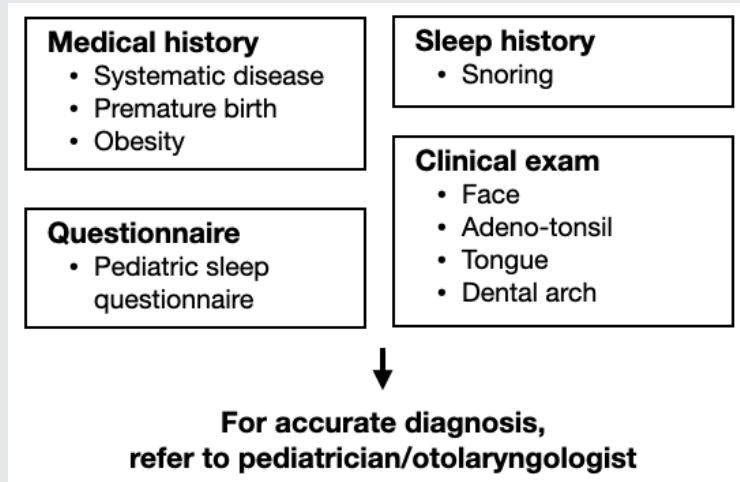 Medical history
• Systematic disease
• Premature birth
• Obesity
Questionnaire
• Pediatric sleep
questionnaire
Sleep history
• Snoring
Clinical exam
• Face
• Adeno-tonsil
• Tongue
• Dental arch
For accurate diagnosis,
refer to pediatrician/otolaryngologist